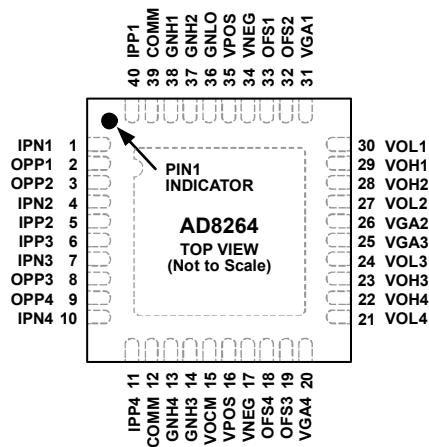 40 IPP1
39 COMM
38 GNH1
37 GNH2
36 GNLO
35 VPOS
34 VNEG
33 OFS1
32 OFS2
31 VGA1
IPN1 1
OPP1 2
OPP2 3
IPN2 4
IPP2 5
IPP3 6
IPN3 7
OPP3 8
OPP4 9
IPN4 10
PIN1
INDICATOR
AD8264
TOP VIEW
(Not to Scale)
30 VOL1
29 VOH1
28 VOH2
27 VOL2
26 VGA2
25 VGA3
24 VOL3
23 VOH3
22 VOH4
21 VOL4
IPP4 11
COMM 12
GNH4 13
GNH3 14
VOCM 15
VPOS 16
VNEG 17
OFS4 18
OFS3 19
VGA4 20